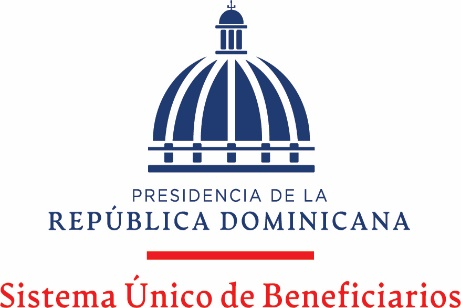 PRESIDENCIA DE LA
REPÚBLICA DOMINICANA
Sistema Único de Beneficiarios